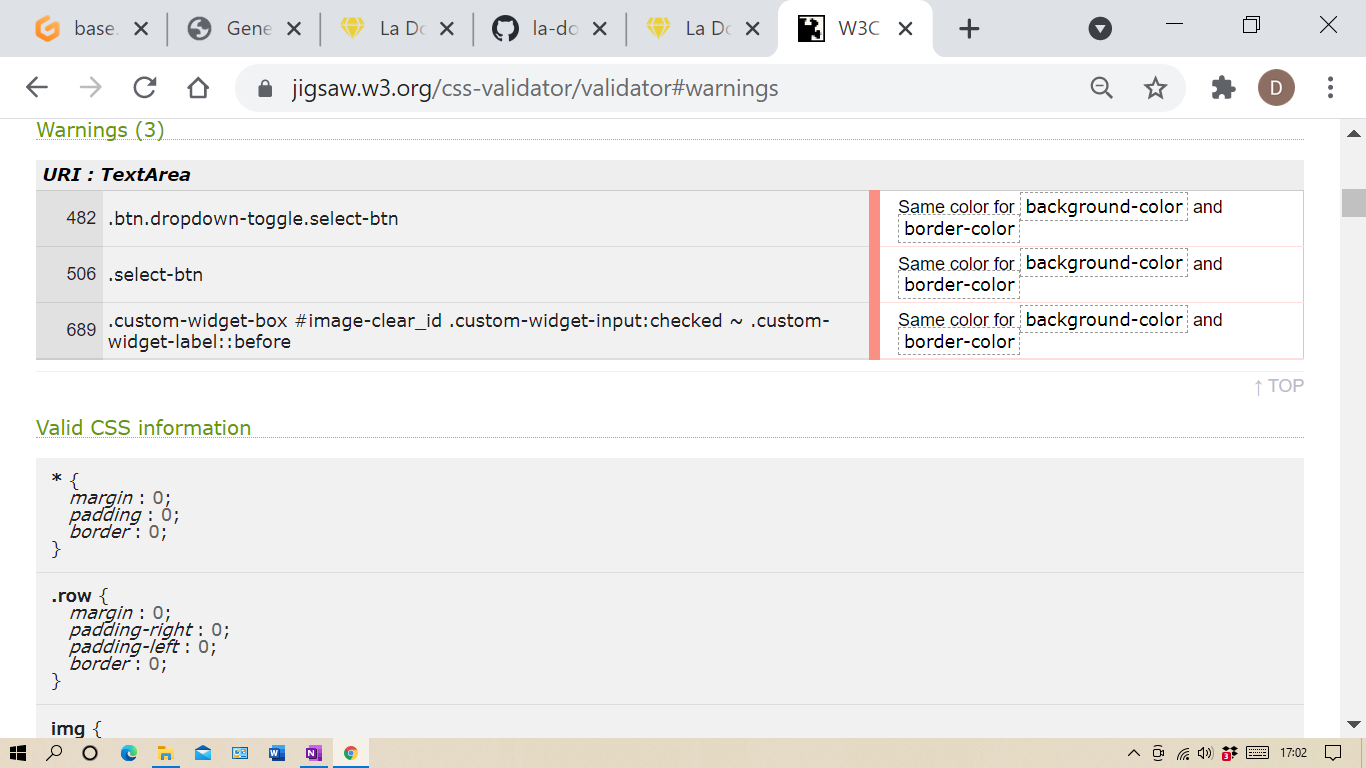 base.
Gene
La Do
la-do
La Do
W3C
jigsaw.w3.org/css-validator/validator#warnings
D
Warnings (3)
URI : TextArea
482 .btn.dropdown-toggle.select-btn Same color for background-color and
border-color
506 .select-btn Same color for background-color and
border-color
689 .custom-widget-box #image-clear_id .custom-widget-input:checked ~ .custom-
widget-label::before Same color for background-color and
border-color
↑ TOP
Valid CSS information
* {
margin : 0;
padding : 0;
border : 0;
}
.row {
margin : 0;
padding-right : 0;
padding-left : 0;
border : 0;
}
img {
17:02